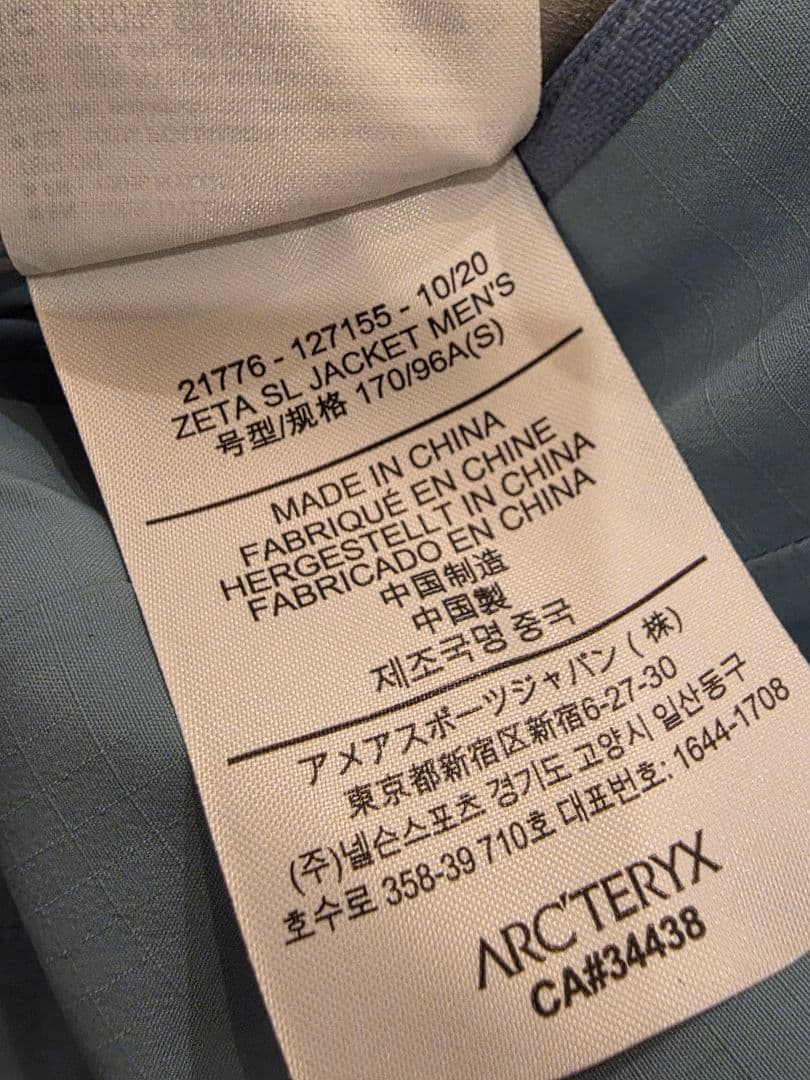 21776 - 127155 - 10/20
ZETA SL JACKET MEN'S
号型/规格 170/96A(S)
MADE IN CHINA
FABRIQUÉ EN CHINE
HERGESTELLT IN CHINA
FABRICADO EN CHINA
中国制造
中国製
제조국명 중국
アメアスポーツジャパン (株)
東京都新宿区新宿6-27-30
(주)넬슨스포츠 경기도 고양시 일산동구
호수로 358-39 710호 대표번호: 1644-1708
ARC'TERYX
CA#34438